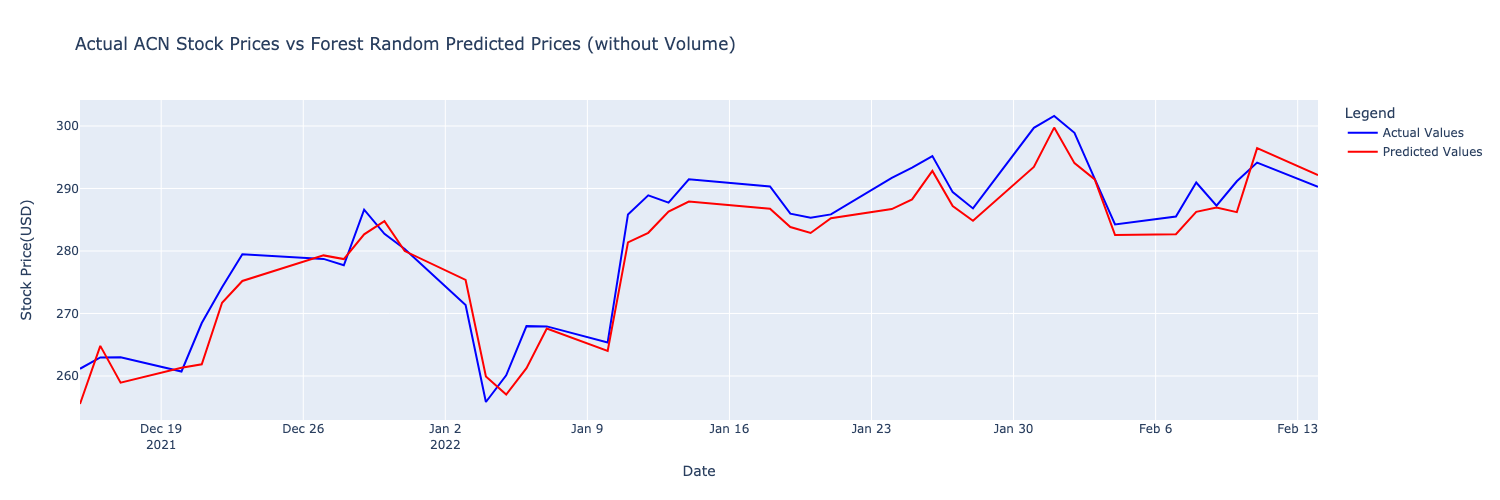 Actual ACN Stock Prices vs Forest Random Predicted Prices (without Volume)
Legend
Actual Values
Predicted Values
Stock Price(USD)
300
290
280
270
260
Dec 19
2021
Dec 26
Jan 2
2022
Jan 9
Jan 16
Jan 23
Jan 30
Feb 6
Feb 13
Date